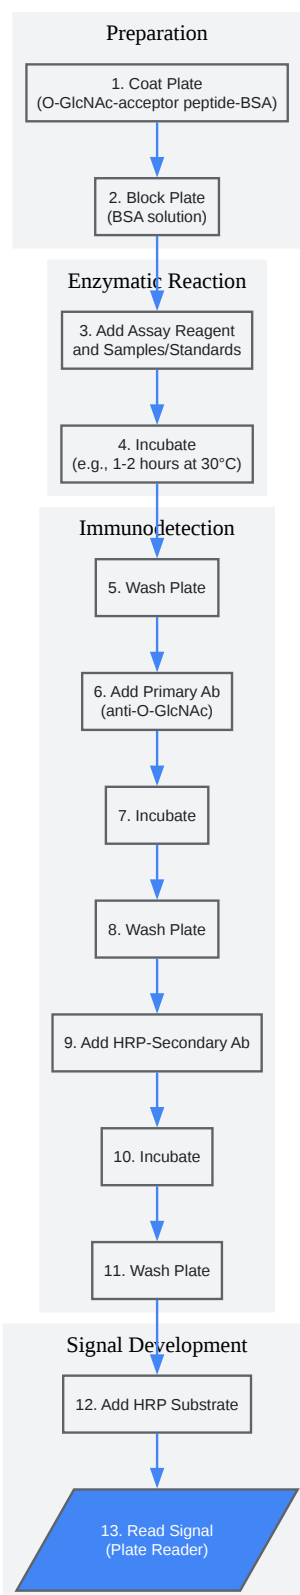 Preparation
1. Coat Plate
(O-GlcNAc-acceptor peptide-BSA)
2. Block Plate
(BSA solution)
Enzymatic Reaction
3. Add Assay Reagent
and Samples/Standards
4. Incubate
(e.g., 1-2 hours at 30°C)
Immunodetection
5. Wash Plate
6. Add Primary Ab
(anti-O-GlcNAc)
7. Incubate
8. Wash Plate
9. Add HRP-Secondary Ab
10. Incubate
11. Wash Plate
Signal Development
12. Add HRP Substrate
13. Read Signal
(Plate Reader)